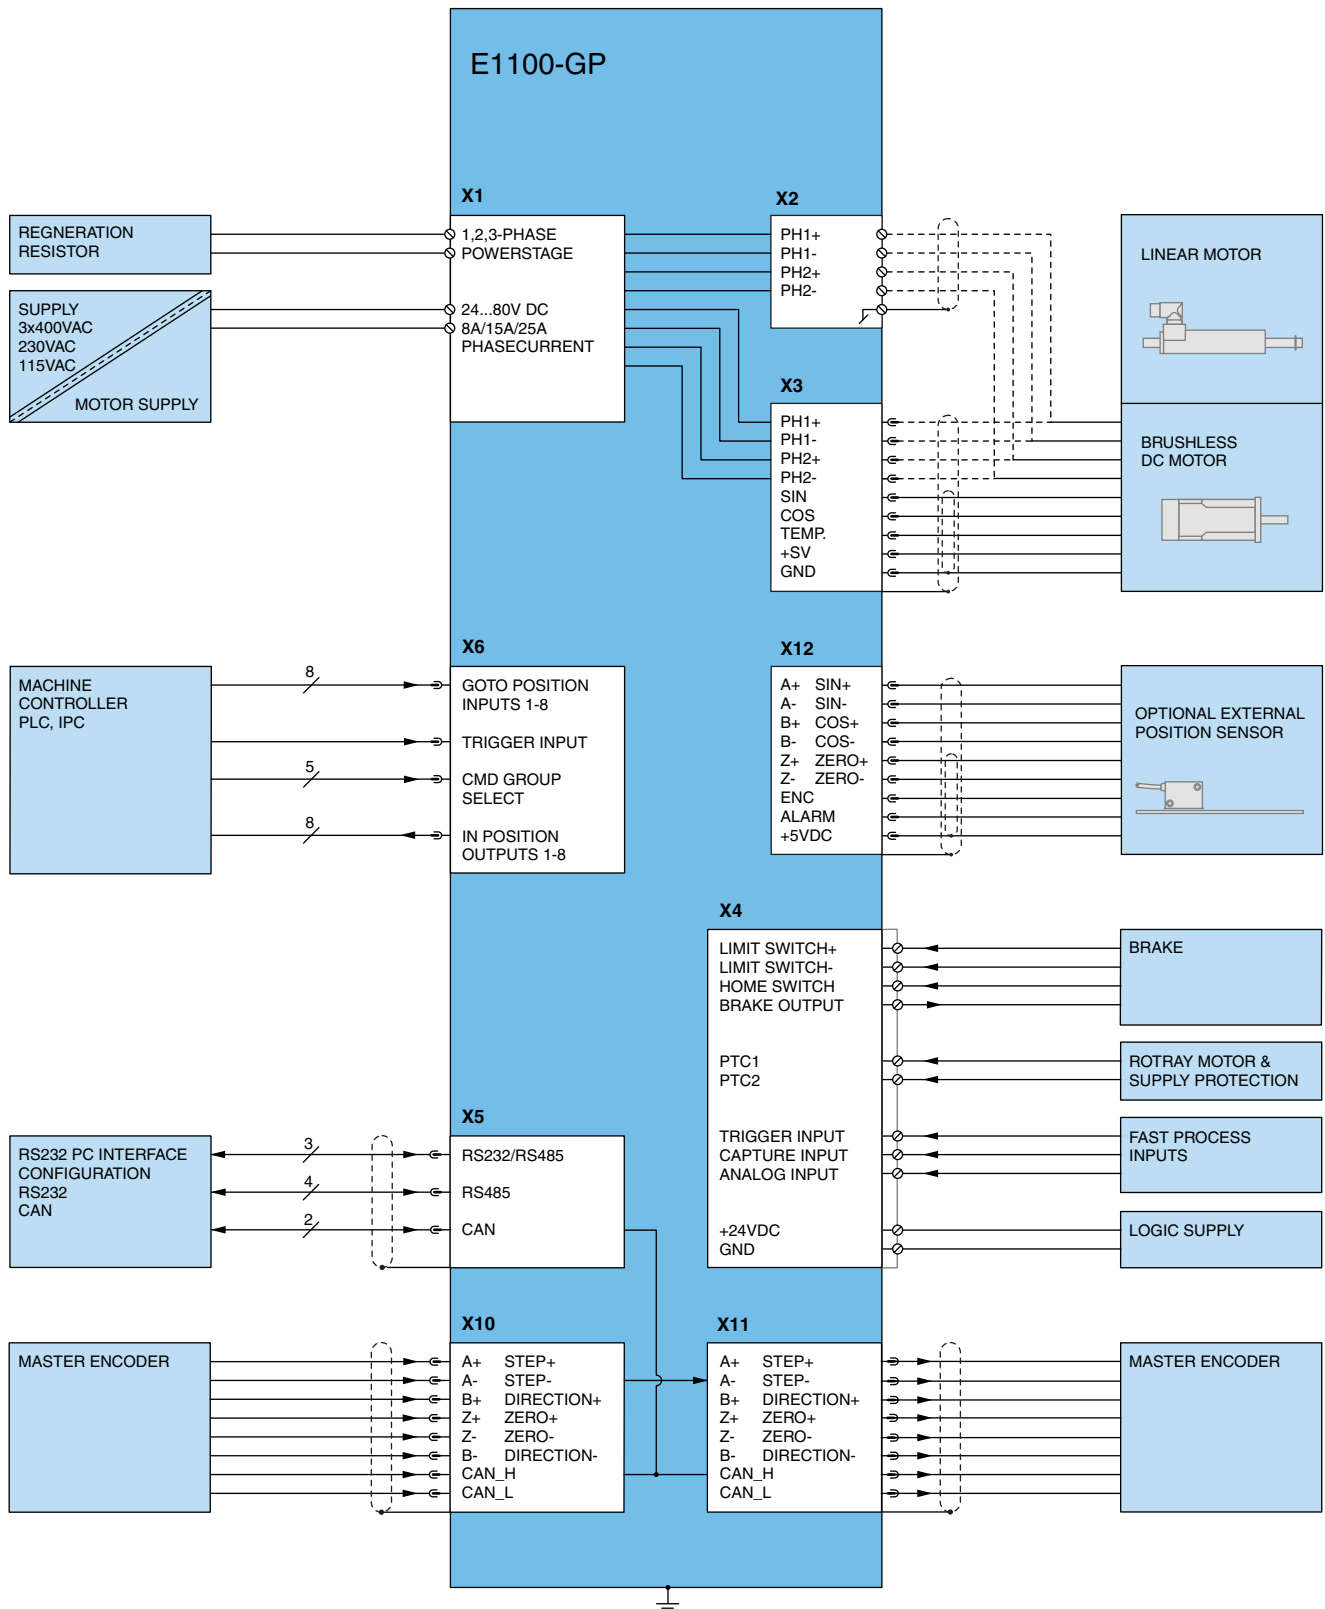 E1100-GP
X1
X2
REGNERATION
RESISTOR
1,2,3-PHASE
POWERSTAGE
PH1+
PH1-
PH2+
PH2-
LINEAR MOTOR
SUPPLY
3x400VAC
230VAC
115VAC
MOTOR SUPPLY
24...80V DC
8A/15A/25A
PHASECURRENT
X3
PH1+
PH1-
PH2+
PH2-
SIN
COS
TEMP.
+SV
GND
BRUSHLESS
DC MOTOR
X6
X12
MACHINE
CONTROLLER
PLC, IPC
8
GOTO POSITION
INPUTS 1-8
TRIGGER INPUT
5
CMD GROUP
SELECT
8
IN POSITION
OUTPUTS 1-8
A+ SIN+
A- SIN-
B+ COS+
B- COS-
Z+ ZERO+
Z- ZERO-
ENC
ALARM
+5VDC
OPTIONAL EXTERNAL
POSITION SENSOR
X4
LIMIT SWITCH+
LIMIT SWITCH-
HOME SWITCH
BRAKE OUTPUT
BRAKE
PTC1
PTC2
ROTRAY MOTOR &
SUPPLY PROTECTION
X5
RS232 PC INTERFACE
CONFIGURATION
RS232
CAN
3
RS232/RS485
4
RS485
2
CAN
TRIGGER INPUT
CAPTURE INPUT
ANALOG INPUT
FAST PROCESS
INPUTS
+24VDC
GND
LOGIC SUPPLY
X10
X11
MASTER ENCODER
A+ STEP+
A- STEP-
B+ DIRECTION+
Z+ ZERO+
Z- ZERO-
B- DIRECTION-
CAN_H
CAN_L
A+ STEP+
A- STEP-
B+ DIRECTION+
Z+ ZERO+
Z- ZERO-
B- DIRECTION-
CAN_H
CAN_L
MASTER ENCODER